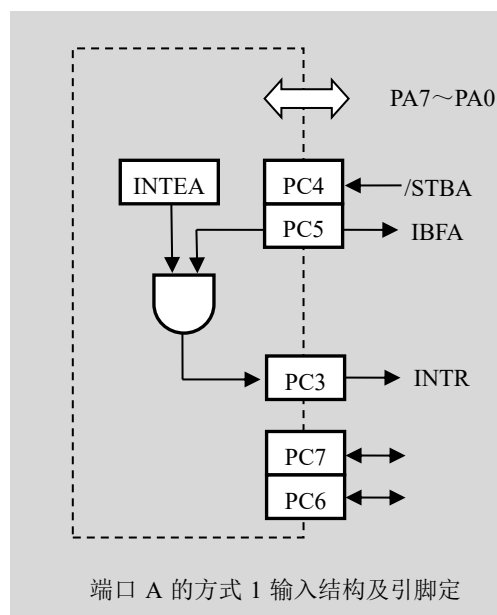 PA7～PA0
INTEA
PC4
/STBA
PC5
IBFA
PC3
INTR
PC7
PC6
端口 A 的方式 1 输入结构及引脚定